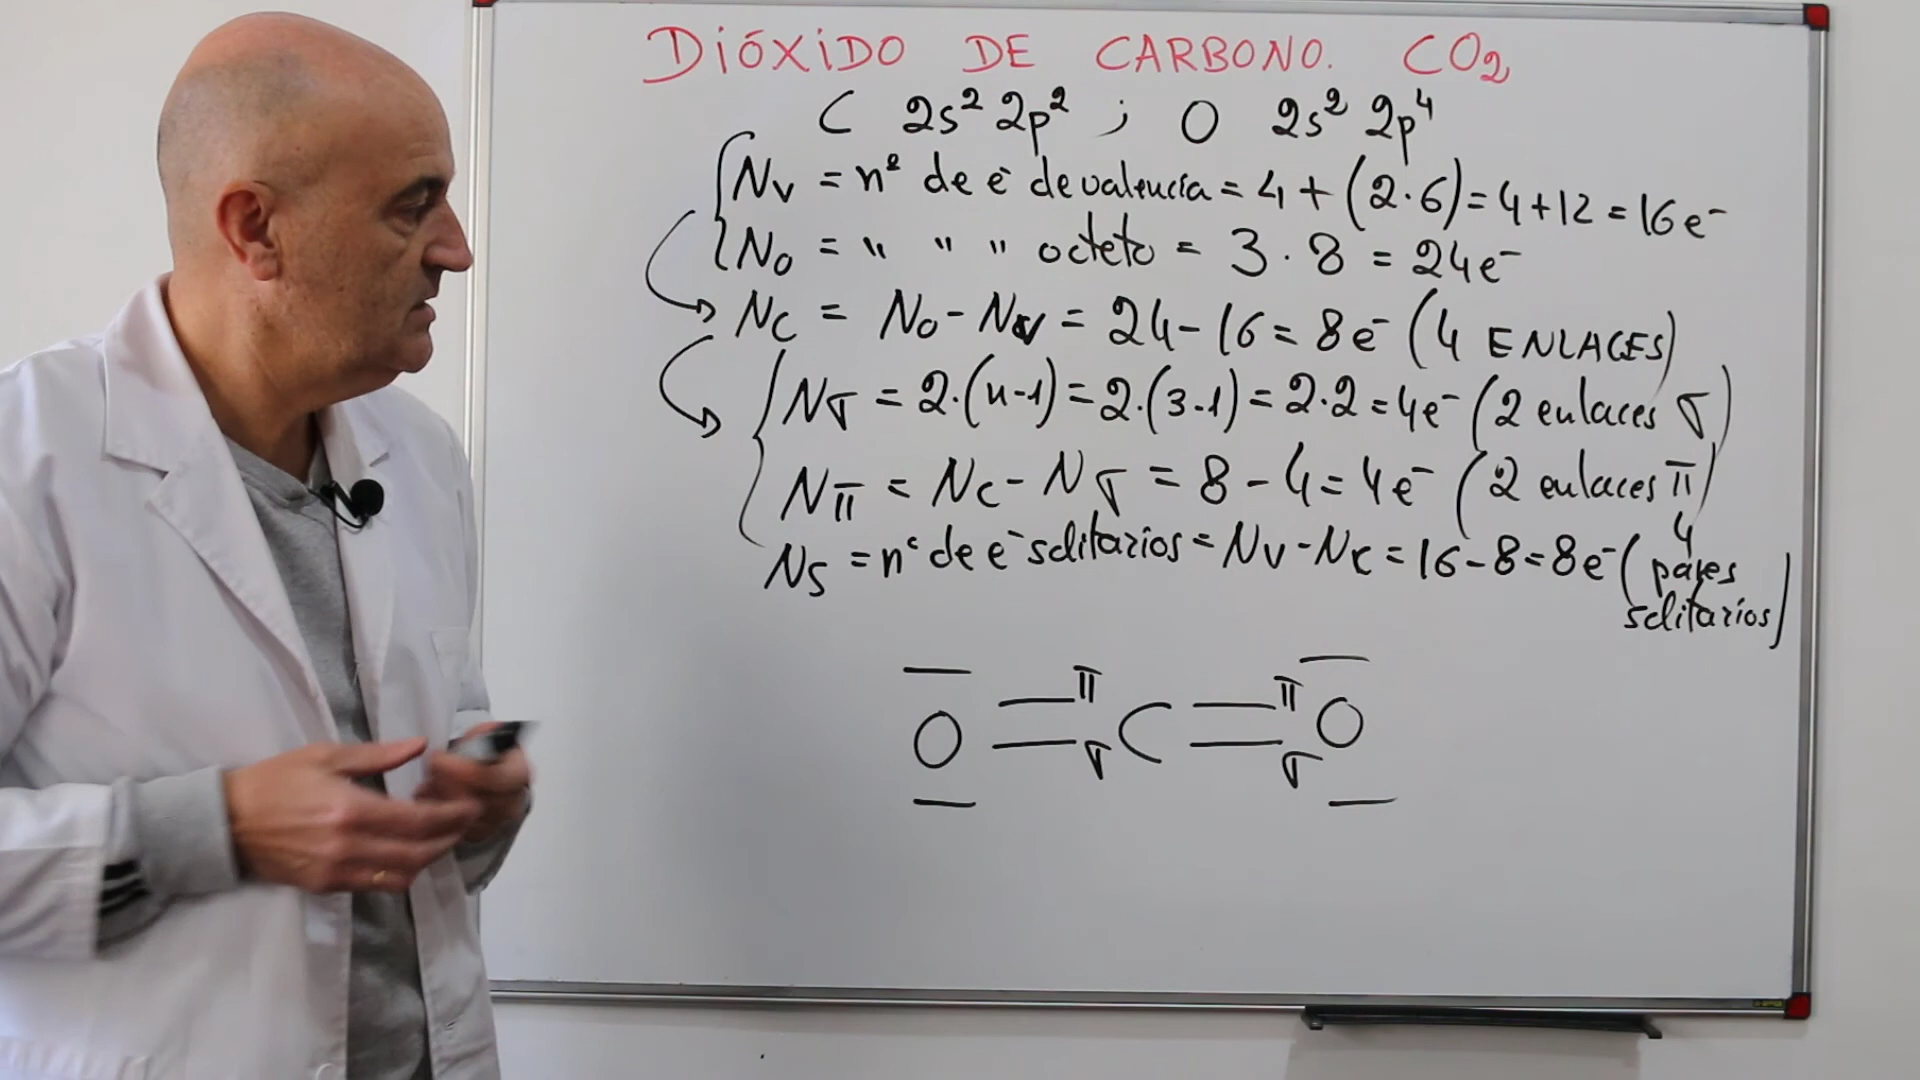 DIÓXIDO DE CARBONO. CO₂
C 2s² 2p² ; O 2s² 2p⁴
Nv = nº de e⁻ de valencia = 4 + (2·6) = 4+12 = 16e⁻
No = " " " octeto = 3 · 8 = 24e⁻
Nc = No - Nv = 24 - 16 = 8e⁻ (4 ENLACES)
Nσ = 2·(n-1) = 2·(3-1) = 2·2 = 4e⁻ (2 enlaces σ)
Nπ = Nc - Nσ = 8 - 4 = 4e⁻ (2 enlaces π)
Ns = nº de e⁻ solitarios = Nv - Nc = 16 - 8 = 8e⁻ (4 pares solitarios)
π π
O = C = O
σ σ